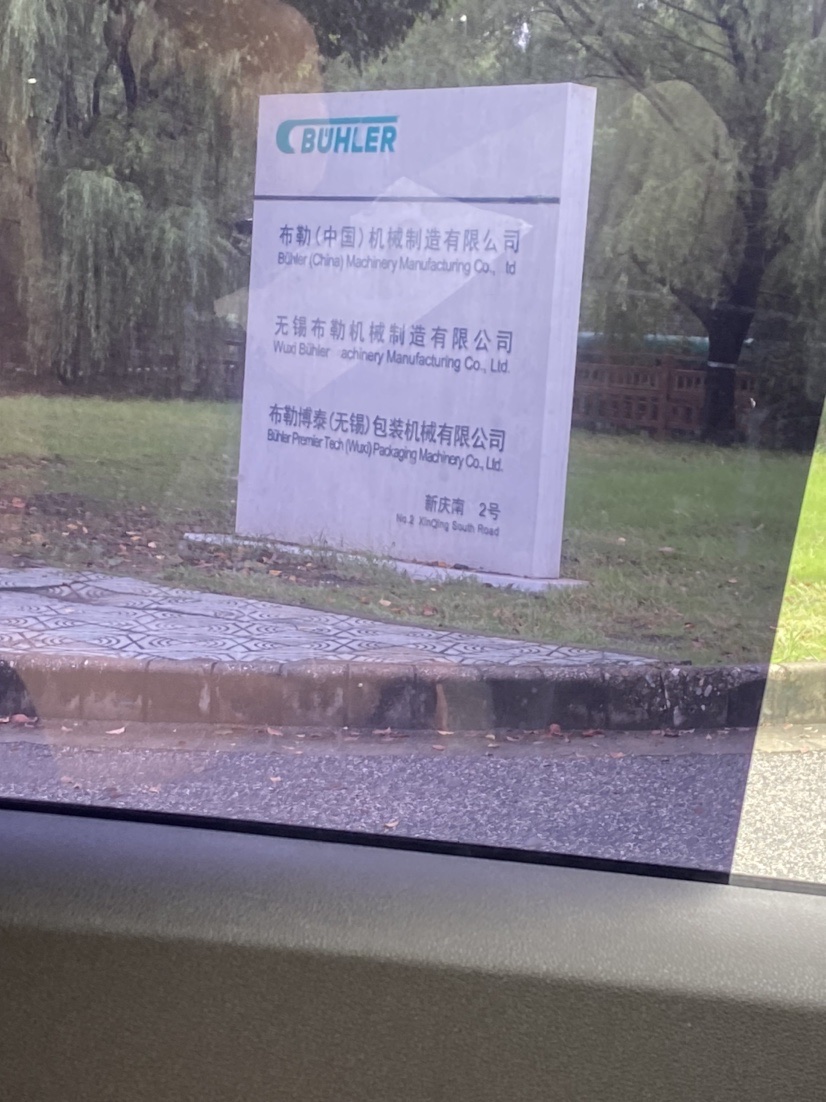 BÜHLER
布勒(中国)机械制造有限公司
Bühler (China) Machinery Manufacturing Co., td
无锡布勒机械制造有限公司
Wuxi Bühler achinery Manufacturing Co., Ltd.
布勒博泰(无锡)包装机械有限公司
Bühler Premier Tech (Wuxi) Packaging Machinery Co., Ltd.
新庆南 2号
No.2 XinQing South Road